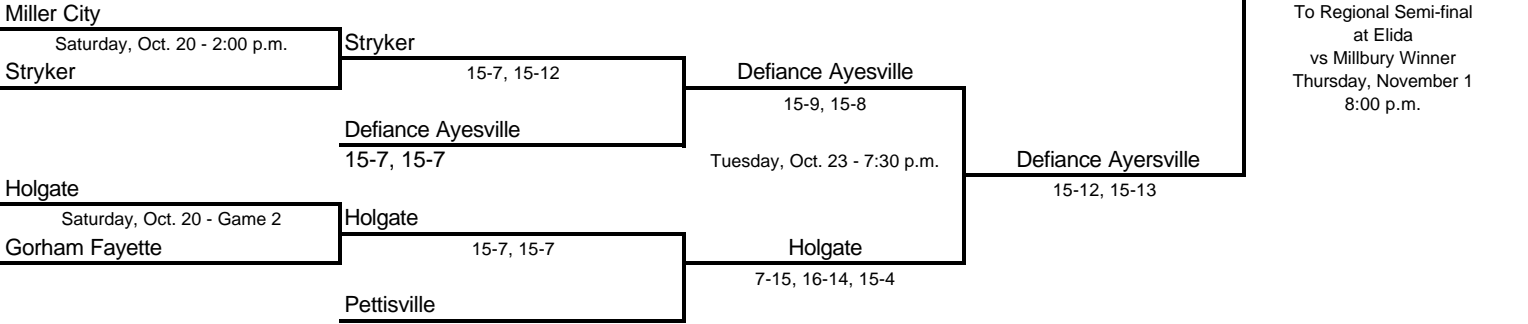 Miller City
Saturday, Oct. 20 - 2:00 p.m.
Stryker
Stryker
15-7, 15-12
Defiance Ayesville
15-7, 15-7
Defiance Ayesville
15-9, 15-8
Tuesday, Oct. 23 - 7:30 p.m.
Holgate
Saturday, Oct. 20 - Game 2
Gorham Fayette
Holgate
15-7, 15-7
Pettisville
Holgate
7-15, 16-14, 15-4
Defiance Ayersville
15-12, 15-13
To Regional Semi-final
at Elida
vs Millbury Winner
Thursday, November 1
8:00 p.m.